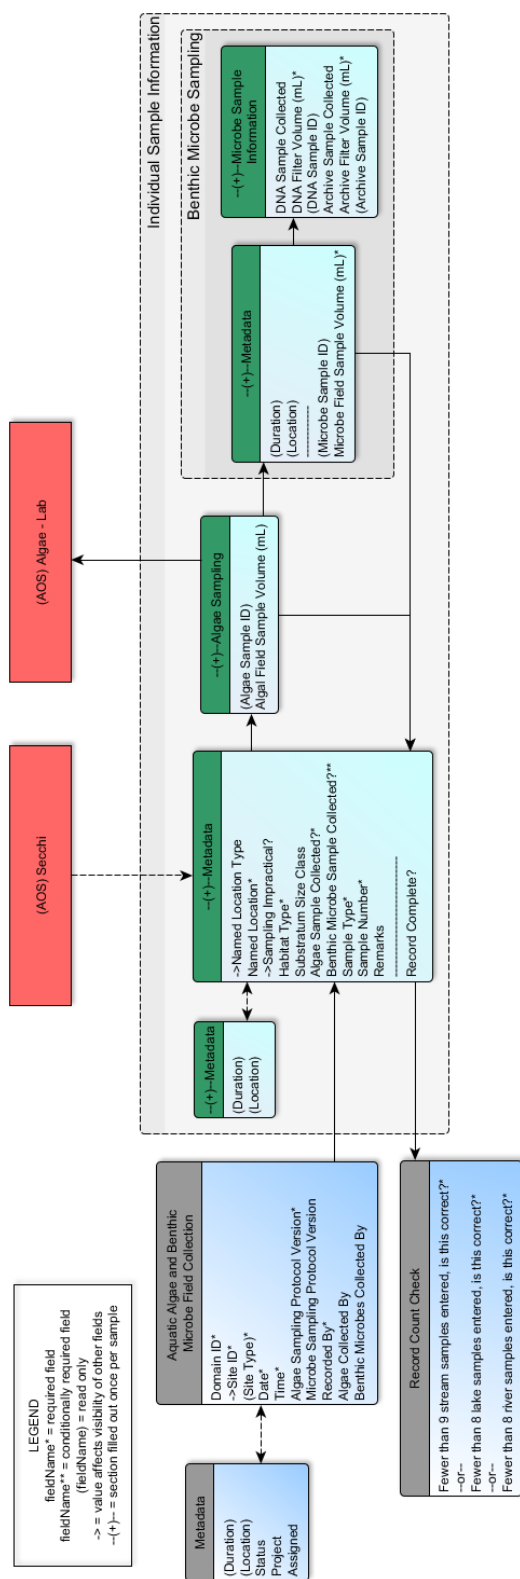 LEGEND
fieldName* = required field
fieldName** = conditionally required field
(fieldName) = read only
-> = value affects visibility of other fields
--(+)-- = section filled out once per sample
Metadata
(Duration)
(Location)
Status
Project
Assigned
Aquatic Algae and Benthic
Microbe Field Collection
Domain ID*
->Site ID*
(Site Type)*
Date*
Time*
Algae Sampling Protocol Version*
Microbe Sampling Protocol Version
Recorded By*
Algae Collected By
Benthic Microbes Collected By
Record Count Check
Fewer than 9 stream samples entered, is this correct?*
--or--
Fewer than 8 lake samples entered, is this correct?*
--or--
Fewer than 8 river samples entered, is this correct?*
(AOS) Secchi
(AOS) Algae - Lab
Individual Sample Information
--(+)--Metadata
(Duration)
(Location)
--(+)--Metadata
->Named Location Type
Named Location*
->Sampling Impractical?
Habitat Type*
Substratum Size Class
Algae Sample Collected?*
Benthic Microbe Sample Collected?**
Sample Type*
Sample Number*
Remarks
--------------------
Record Complete?
--(+)--Algae Sampling
(Algae Sample ID)
Algal Field Sample Volume (mL)
Benthic Microbe Sampling
--(+)--Metadata
(Duration)
(Location)
--------------------
(Microbe Sample ID)
Microbe Field Sample Volume (mL)*
--(+)--Microbe Sample
Information
DNA Sample Collected
DNA Filter Volume (mL)*
(DNA Sample ID)
Archive Sample Collected
Archive Filter Volume (mL)*
(Archive Sample ID)